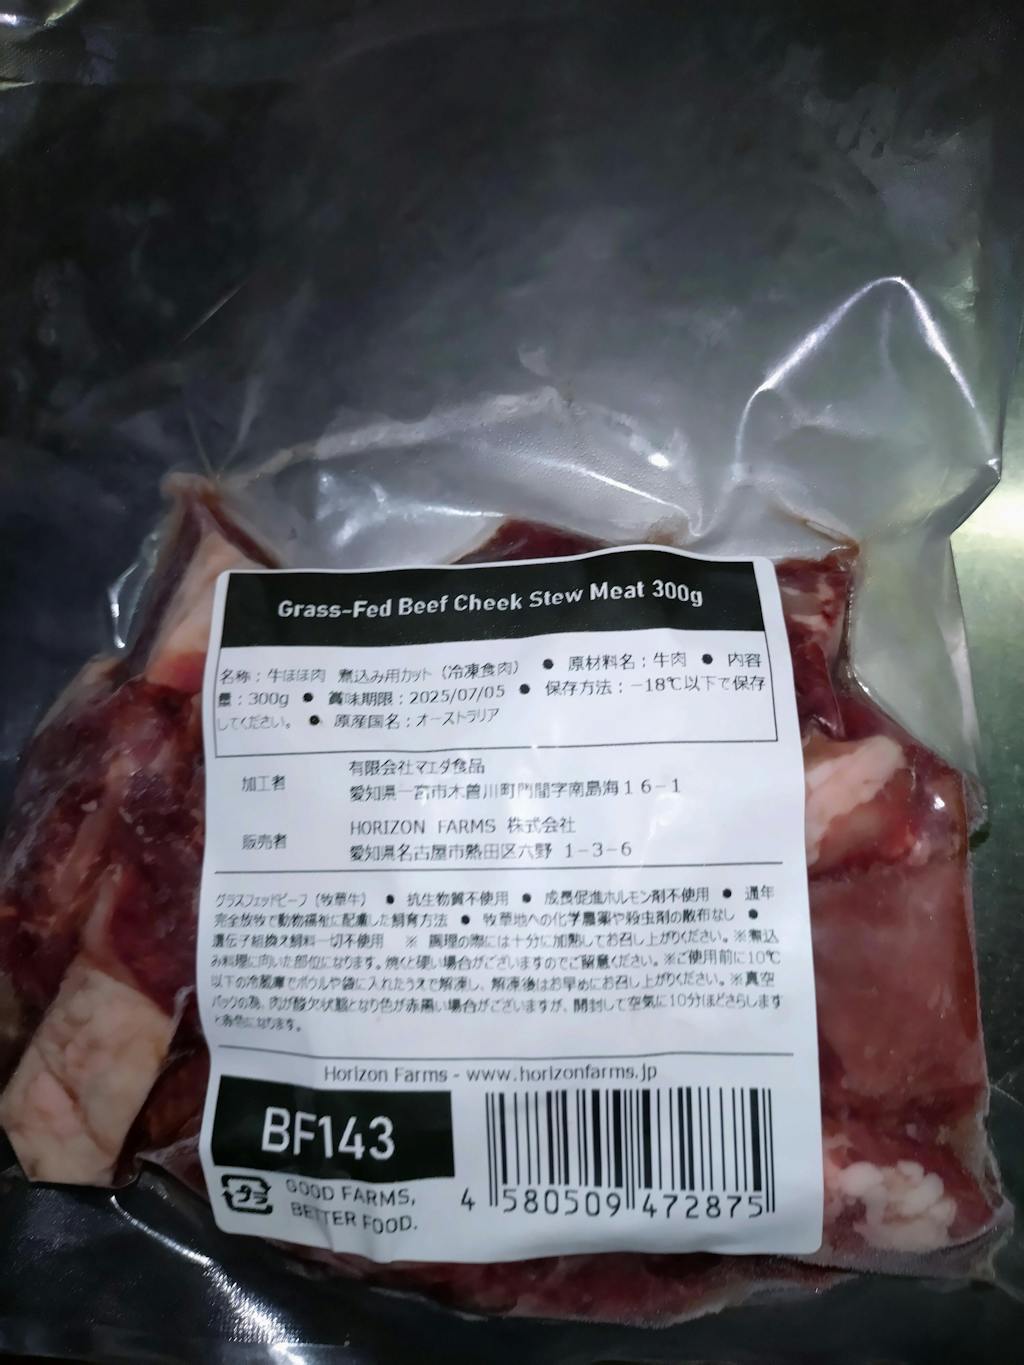 Grass-Fed Beef Cheek Stew Meat 300g
名称：牛ほほ肉 煮込み用カット（冷凍食肉） ● 原材料名：牛肉 ● 内容
量：300g ● 賞味期限：2025/07/05 ● 保存方法：-18℃以下で保存
してください。 ● 原産国名：オーストラリア
加工者 有限会社マエダ食品
愛知県一宮市木曽川町門間字南島海１６−１
販売者 HORIZON FARMS 株式会社
愛知県名古屋市熱田区六野 １−３−６
グラスフェッドビーフ（牧草牛） ● 抗生物質不使用 ● 成長促進ホルモン剤不使用 ● 通年
完全放牧で動物福祉に配慮した飼育方法 ● 牧草地への化学農薬や殺虫剤の散布なし ●
遺伝子組換え飼料一切不使用 ※ 調理の際には十分に加熱してお召し上がりください。※煮込
み料理に向いた部位になります。焼くと硬い場合がございますのでご留意ください。※ご使用前に10℃
以下の冷蔵庫でボウルや袋に入れたうえで解凍し、解凍後はお早めにお召し上がりください。※真空
パックの為、肉が酸欠状態となり色が赤黒い場合がございますが、開封して空気に10分ほどさらします
と赤色になります。
Horizon Farms - www.horizonfarms.jp
BF143
プラ
GOOD FARMS,
BETTER FOOD.
4 580509 472875